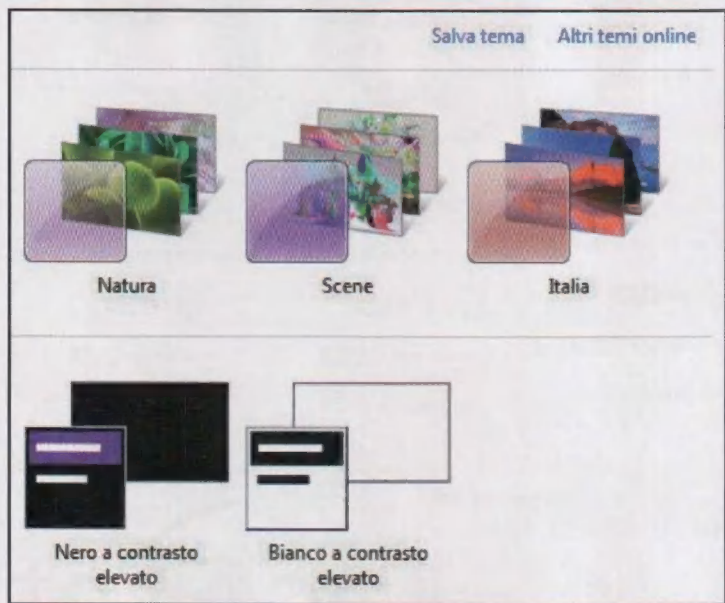 Salva tema Altri temi online
Natura Scene Italia
Nero a contrasto
elevato
Bianco a contrasto
elevato